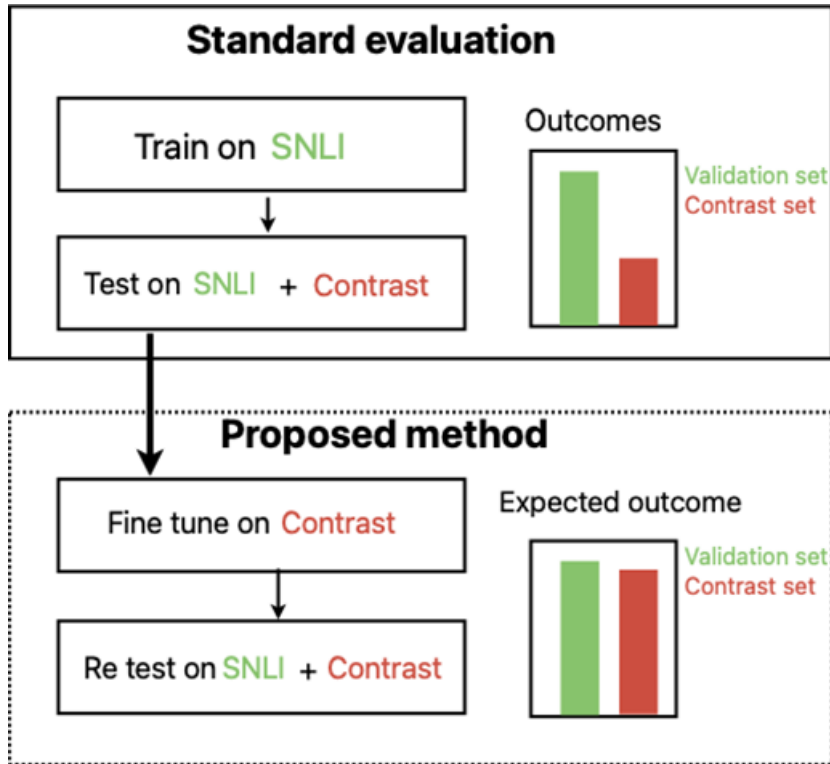 Standard evaluation
Train on SNLI
Test on SNLI + Contrast
Outcomes
Validation set
Contrast set
Proposed method
Fine tune on Contrast
Re test on SNLI + Contrast
Expected outcome
Validation set
Contrast set